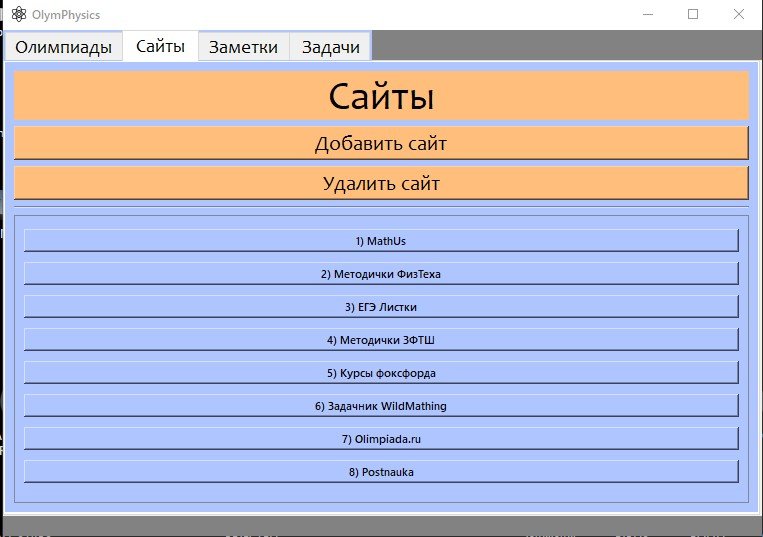 OlymPhysics
Олимпиады Сайты Заметки Задачи
Сайты
Добавить сайт
Удалить сайт
1) MathUs
2) Методички ФизТеха
3) ЕГЭ Листки
4) Методички ЗФТШ
5) Курсы фоксфорда
6) Задачник WildMathing
7) Olimpiada.ru
8) Postnauka